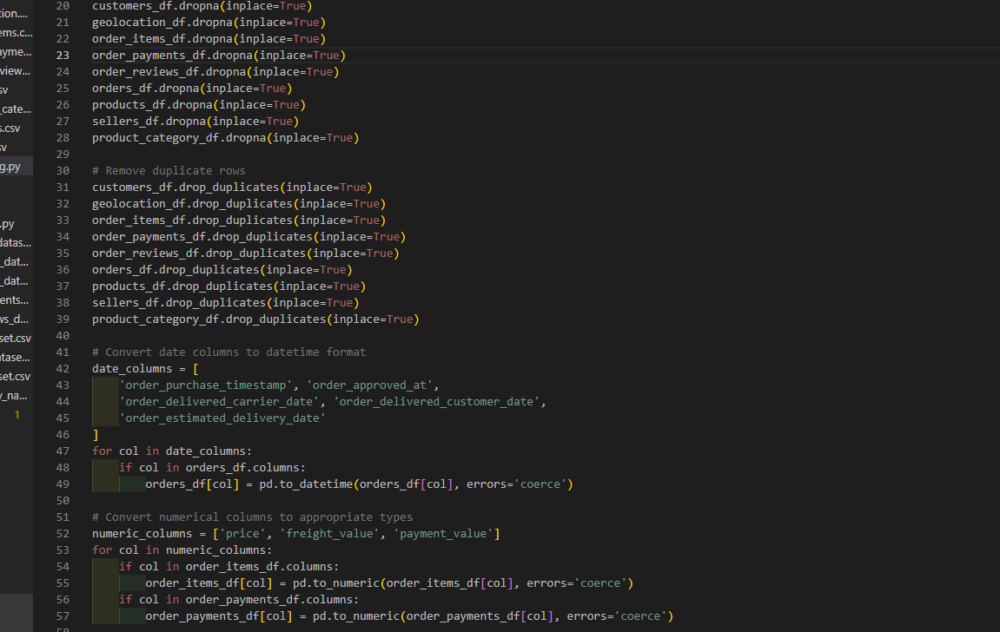 tion....
ems.c...
ayme...
view...
sv
_cate...
s.csv
sv
g.py
.py
datas...
_dat...
_dat...
ents...
ws_d...
set.csv
atase...
set.csv
y_na...
1
20 customers_df.dropna(inplace=True)
21 geolocation_df.dropna(inplace=True)
22 order_items_df.dropna(inplace=True)
23 order_payments_df.dropna(inplace=True)
24 order_reviews_df.dropna(inplace=True)
25 orders_df.dropna(inplace=True)
26 products_df.dropna(inplace=True)
27 sellers_df.dropna(inplace=True)
28 product_category_df.dropna(inplace=True)
29
30 # Remove duplicate rows
31 customers_df.drop_duplicates(inplace=True)
32 geolocation_df.drop_duplicates(inplace=True)
33 order_items_df.drop_duplicates(inplace=True)
34 order_payments_df.drop_duplicates(inplace=True)
35 order_reviews_df.drop_duplicates(inplace=True)
36 orders_df.drop_duplicates(inplace=True)
37 products_df.drop_duplicates(inplace=True)
38 sellers_df.drop_duplicates(inplace=True)
39 product_category_df.drop_duplicates(inplace=True)
40
41 # Convert date columns to datetime format
42 date_columns = [
43     'order_purchase_timestamp', 'order_approved_at',
44     'order_delivered_carrier_date', 'order_delivered_customer_date',
45     'order_estimated_delivery_date'
46 ]
47 for col in date_columns:
48     if col in orders_df.columns:
49         orders_df[col] = pd.to_datetime(orders_df[col], errors='coerce')
50
51 # Convert numerical columns to appropriate types
52 numeric_columns = ['price', 'freight_value', 'payment_value']
53 for col in numeric_columns:
54     if col in order_items_df.columns:
55         order_items_df[col] = pd.to_numeric(order_items_df[col], errors='coerce')
56     if col in order_payments_df.columns:
57         order_payments_df[col] = pd.to_numeric(order_payments_df[col], errors='coerce')
58